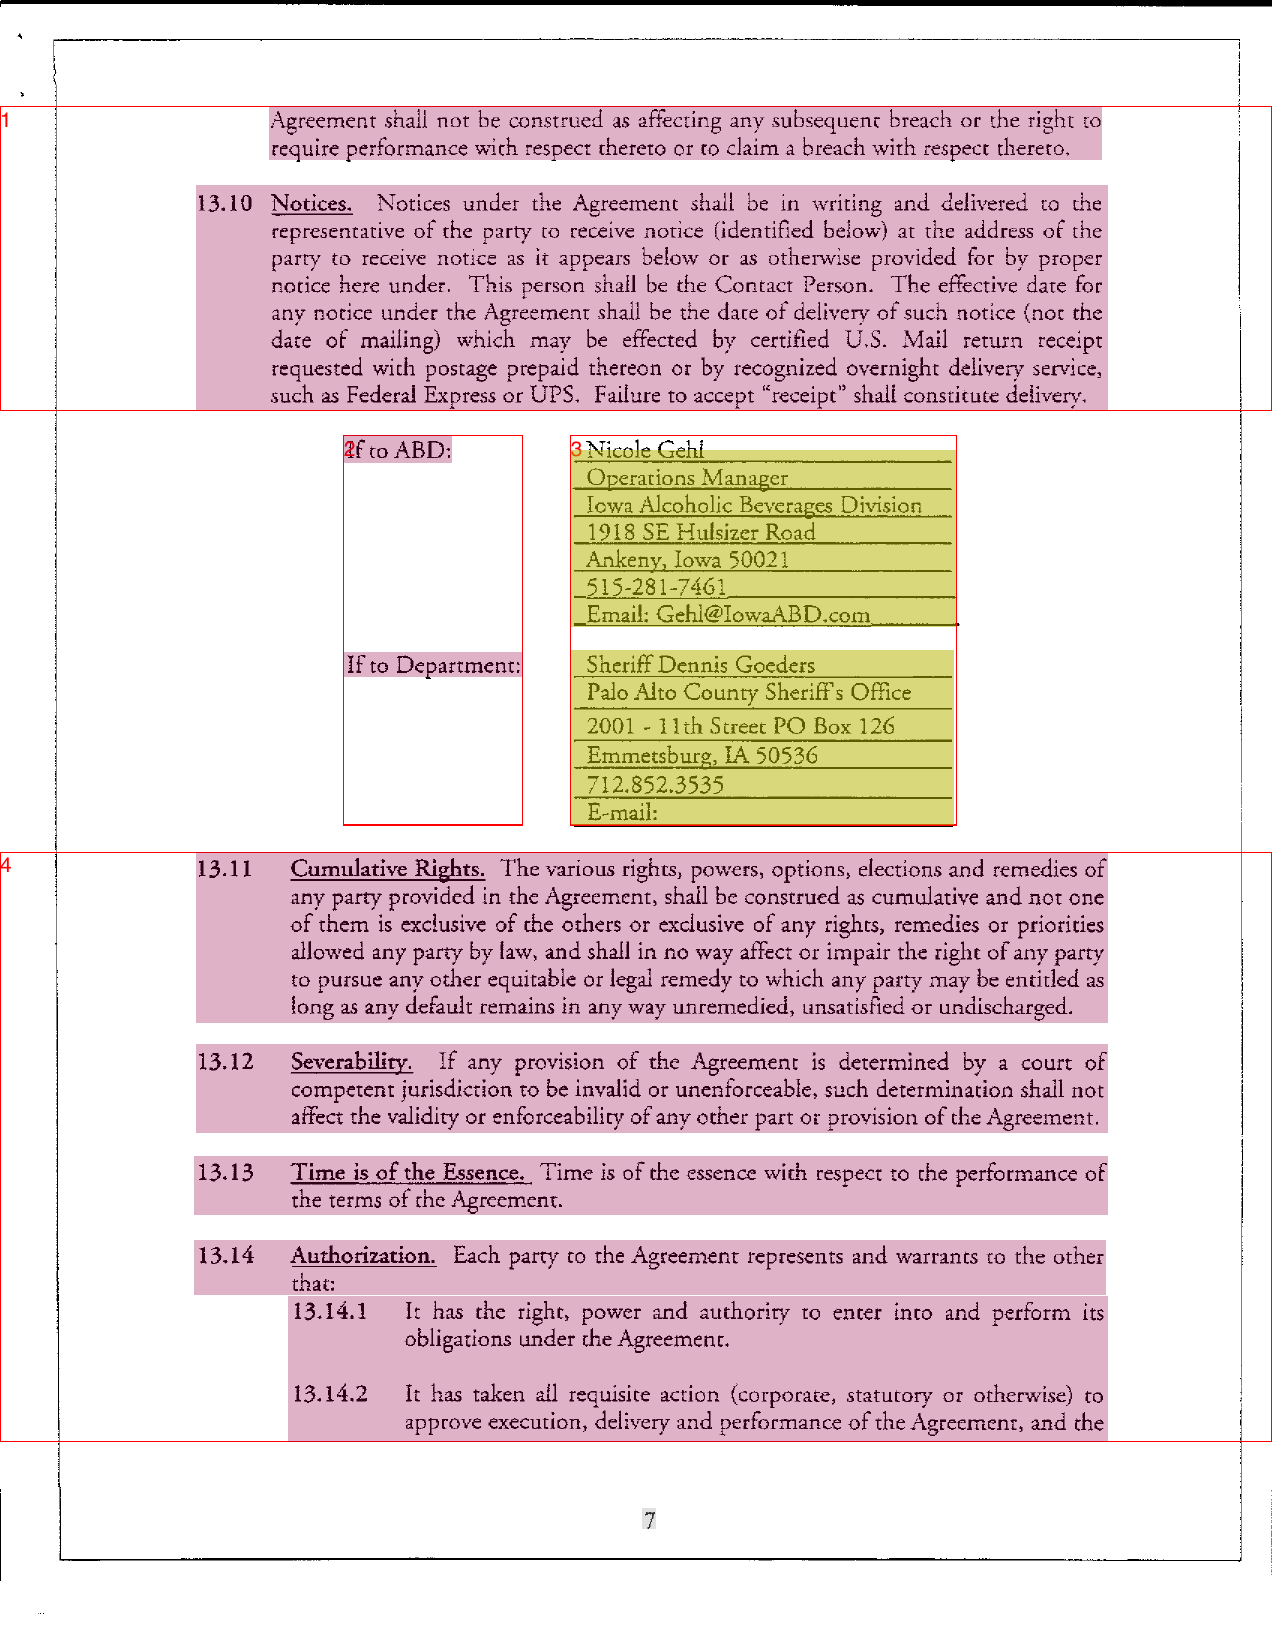 Agreement shall not be construed as affecting any subsequent breach or the right to
require performance with respect thereto or to claim a breach with respect thereto.
13.10 Notices. Notices under the Agreement shall be in writing and delivered to the
representative of the party to receive notice (identified below) at the address of the
party to receive notice as it appears below or as otherwise provided for by proper
notice here under. This person shall be the Contact Person. The effective date for
any notice under the Agreement shall be the date of delivery of such notice (not the
date of mailing) which may be effected by certified U.S. Mail return receipt
requested with postage prepaid thereon or by recognized overnight delivery service,
such as Federal Express or UPS. Failure to accept “receipt” shall constitute delivery.
If to ABD:
Nicole Gehl
Operations Manager
Iowa Alcoholic Beverages Division
1918 SE Hulsizer Road
Ankeny, Iowa 50021
515-281-7461
Email: Gehl@IowaABD.com
If to Department:
Sheriff Dennis Goeders
Palo Alto County Sheriff's Office
2001 - 11th Street PO Box 126
Emmetsburg, IA 50536
712.852.3535
E-mail:
13.11 Cumulative Rights. The various rights, powers, options, elections and remedies of
any party provided in the Agreement, shall be construed as cumulative and not one
of them is exclusive of the others or exclusive of any rights, remedies or priorities
allowed any party by law, and shall in no way affect or impair the right of any party
to pursue any other equitable or legal remedy to which any party may be entitled as
long as any default remains in any way unremedied, unsatisfied or undischarged.
13.12 Severability. If any provision of the Agreement is determined by a court of
competent jurisdiction to be invalid or unenforceable, such determination shall not
affect the validity or enforceability of any other part or provision of the Agreement.
13.13 Time is of the Essence. Time is of the essence with respect to the performance of
the terms of the Agreement.
13.14 Authorization. Each party to the Agreement represents and warrants to the other
that:
13.14.1 It has the right, power and authority to enter into and perform its
obligations under the Agreement.
13.14.2 It has taken all requisite action (corporate, statutory or otherwise) to
approve execution, delivery and performance of the Agreement, and the
7
1
2
3
4